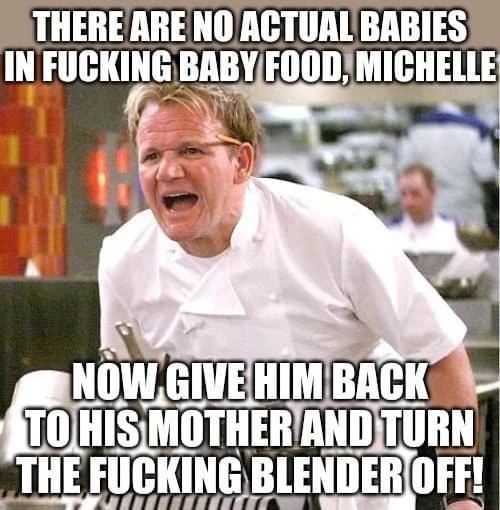 THERE ARE NO ACTUAL BABIES
IN FUCKING BABY FOOD, MICHELLE
NOW GIVE HIM BACK
TO HIS MOTHER AND TURN
THE FUCKING BLENDER OFF!